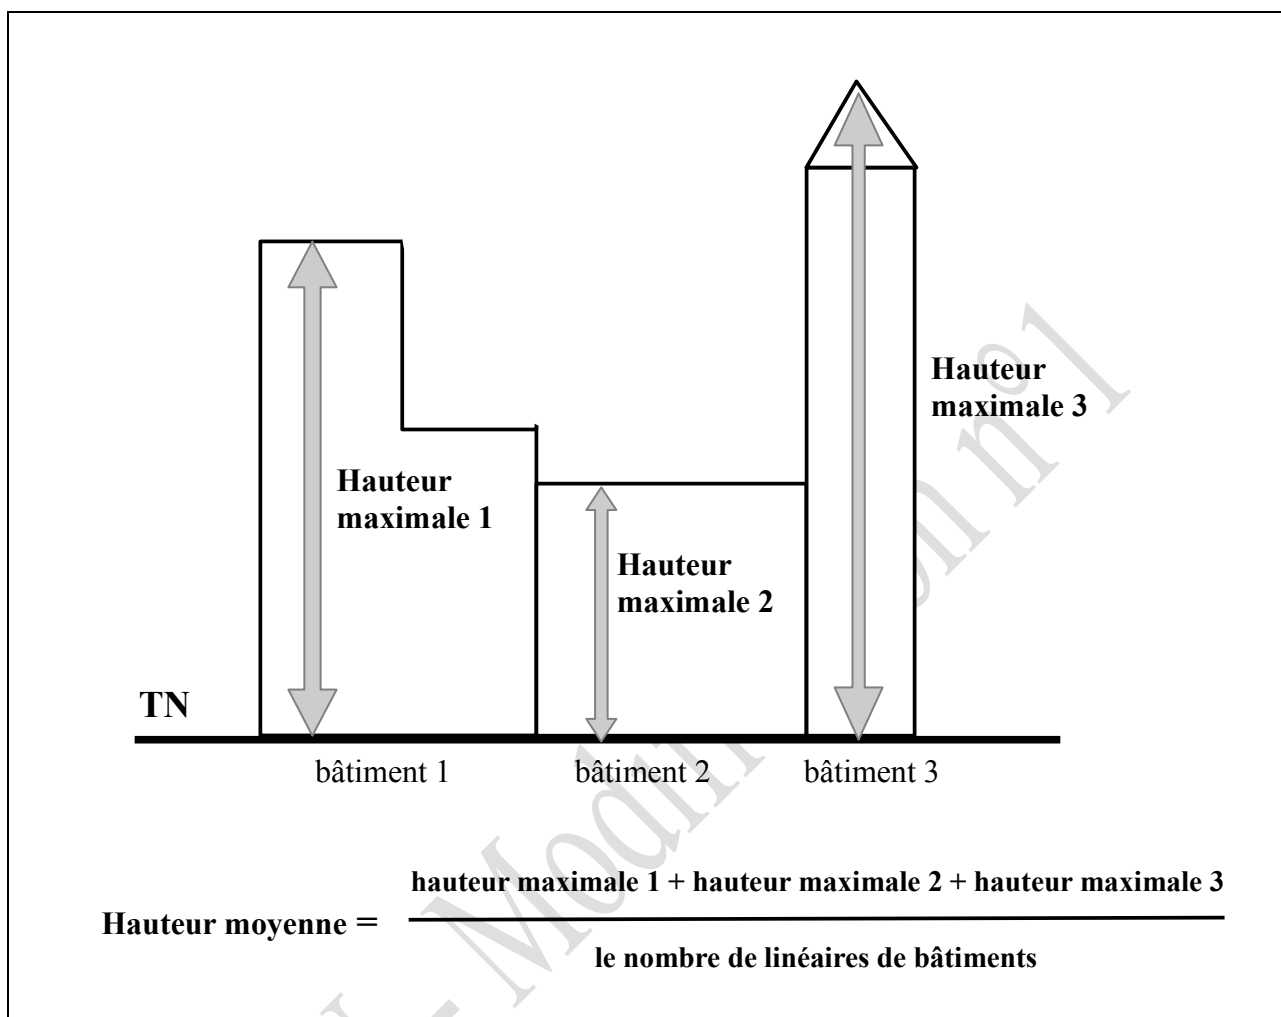 Hauteur
maximale 3
Hauteur
maximale 1
Hauteur
maximale 2
TN
bâtiment 1
bâtiment 2
bâtiment 3
hauteur maximale 1 + hauteur maximale 2 + hauteur maximale 3
Hauteur moyenne =
le nombre de linéaires de bâtiments
n°1